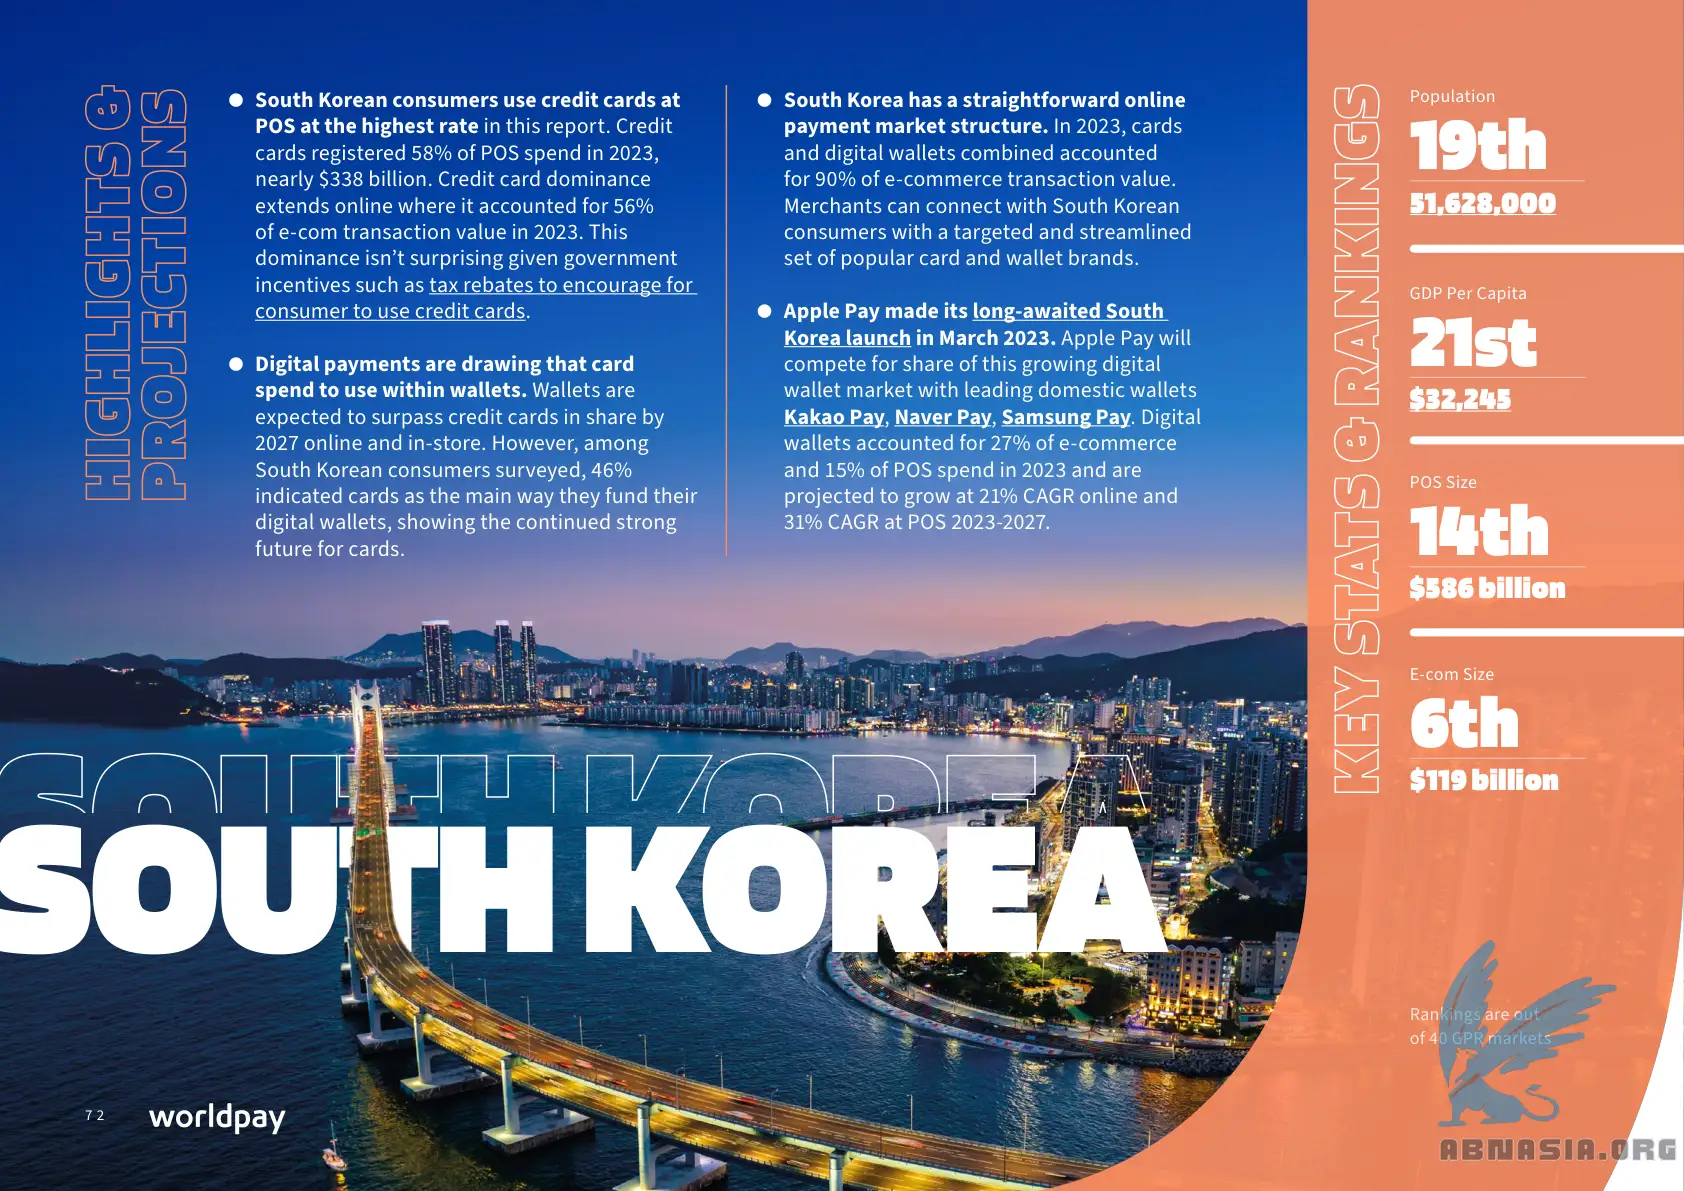 HIGHLIGHTS &
PROJECTIONS
● South Korean consumers use credit cards at
POS at the highest rate in this report. Credit
cards registered 58% of POS spend in 2023,
nearly $338 billion. Credit card dominance
extends online where it accounted for 56%
of e-com transaction value in 2023. This
dominance isn’t surprising given government
incentives such as tax rebates to encourage for
consumer to use credit cards.
● Digital payments are drawing that card
spend to use within wallets. Wallets are
expected to surpass credit cards in share by
2027 online and in-store. However, among
South Korean consumers surveyed, 46%
indicated cards as the main way they fund their
digital wallets, showing the continued strong
future for cards.
● South Korea has a straightforward online
payment market structure. In 2023, cards
and digital wallets combined accounted
for 90% of e-commerce transaction value.
Merchants can connect with South Korean
consumers with a targeted and streamlined
set of popular card and wallet brands.
● Apple Pay made its long-awaited South
Korea launch in March 2023. Apple Pay will
compete for share of this growing digital
wallet market with leading domestic wallets
Kakao Pay, Naver Pay, Samsung Pay. Digital
wallets accounted for 27% of e-commerce
and 15% of POS spend in 2023 and are
projected to grow at 21% CAGR online and
31% CAGR at POS 2023-2027.
KEY STATS & RANKINGS
Population
19th
51,628,000
GDP Per Capita
21st
$32,245
POS Size
14th
$586 billion
E-com Size
6th
$119 billion
Rankings are out
of 40 GPR markets
SOUTH KOREA
SOUTH KOREA
72
worldpay
ABNASIA.ORG